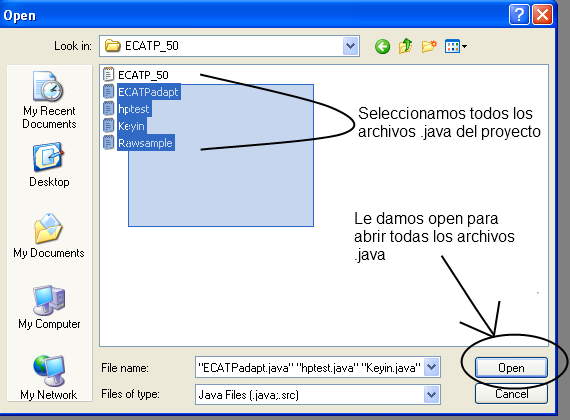 Open
Look in:
ECATP_50
My Recent
Documents
Desktop
My Documents
My Computer
My Network
ECATP_50
ECATPadapt
hptest
Keyin
Rawsample
Seleccionamos todos los
archivos .java del proyecto
Le damos open para
abrir todas los archivos
.java
File name:
"ECATPadapt.java" "hptest.java" "Keyin.java"
Open
Files of type:
Java Files (.java;.src)
Cancel